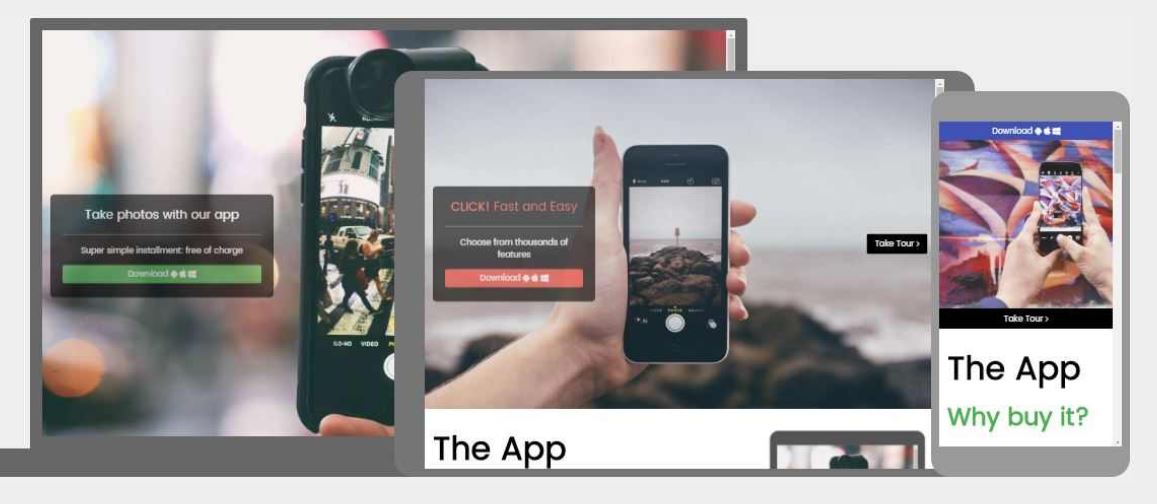 Take photos with our app
Super simple installment: free of charge
Download
SLO-MO VIDEO
CLICK! Fast and Easy
Choose from thousands of
features
Download
Take Tour >
The App
Download
Take Tour >
The App
Why buy it?